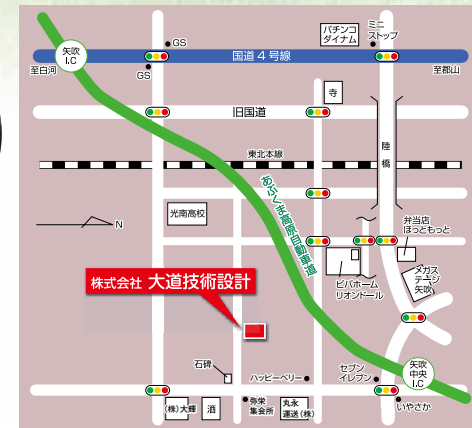 パチンコ
ダイナム
ミニ
ストップ
GS
矢吹
I.C
国道4号線
至白河
GS
至郡山
寺
旧国道
陸橋
東北本線
あぶくま高原自動車道
光南高校
N
弁当店
ほっともっと
ビバホーム
リオンドール
メガス
テージ
矢吹
株式会社 大道技術設計
石碑
ハッピーベリー
セブン
イレブン
矢吹
中央
I.C
(株)大輝
酒
弥栄
集会所
丸永
運送(株)
いやさか